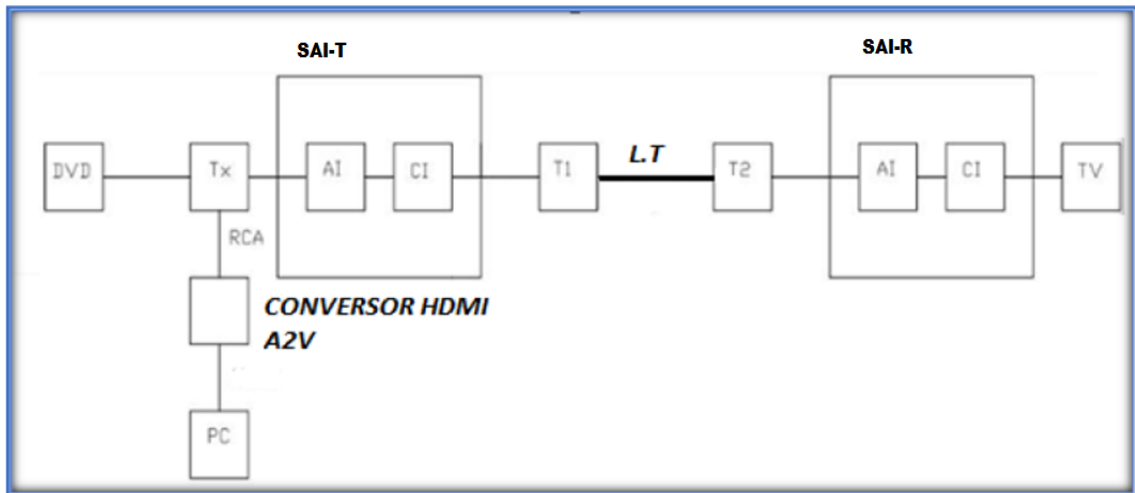 SAI-T
SAI-R
DVD
Tx
AI
CI
T1
L.T
T2
AI
CI
TV
RCA
CONVERSOR HDMI
A2V
PC